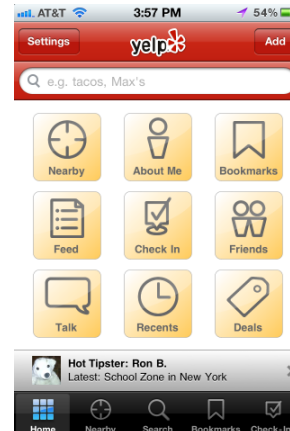 AT&T 3:57 PM 54%
Settings yelp Add
e.g. tacos, Max's
Nearby About Me Bookmarks
Feed Check In Friends
Talk Recents Deals
Hot Tipster: Ron B.
Latest: School Zone in New York
Home Nearby Search Bookmarks Check-In